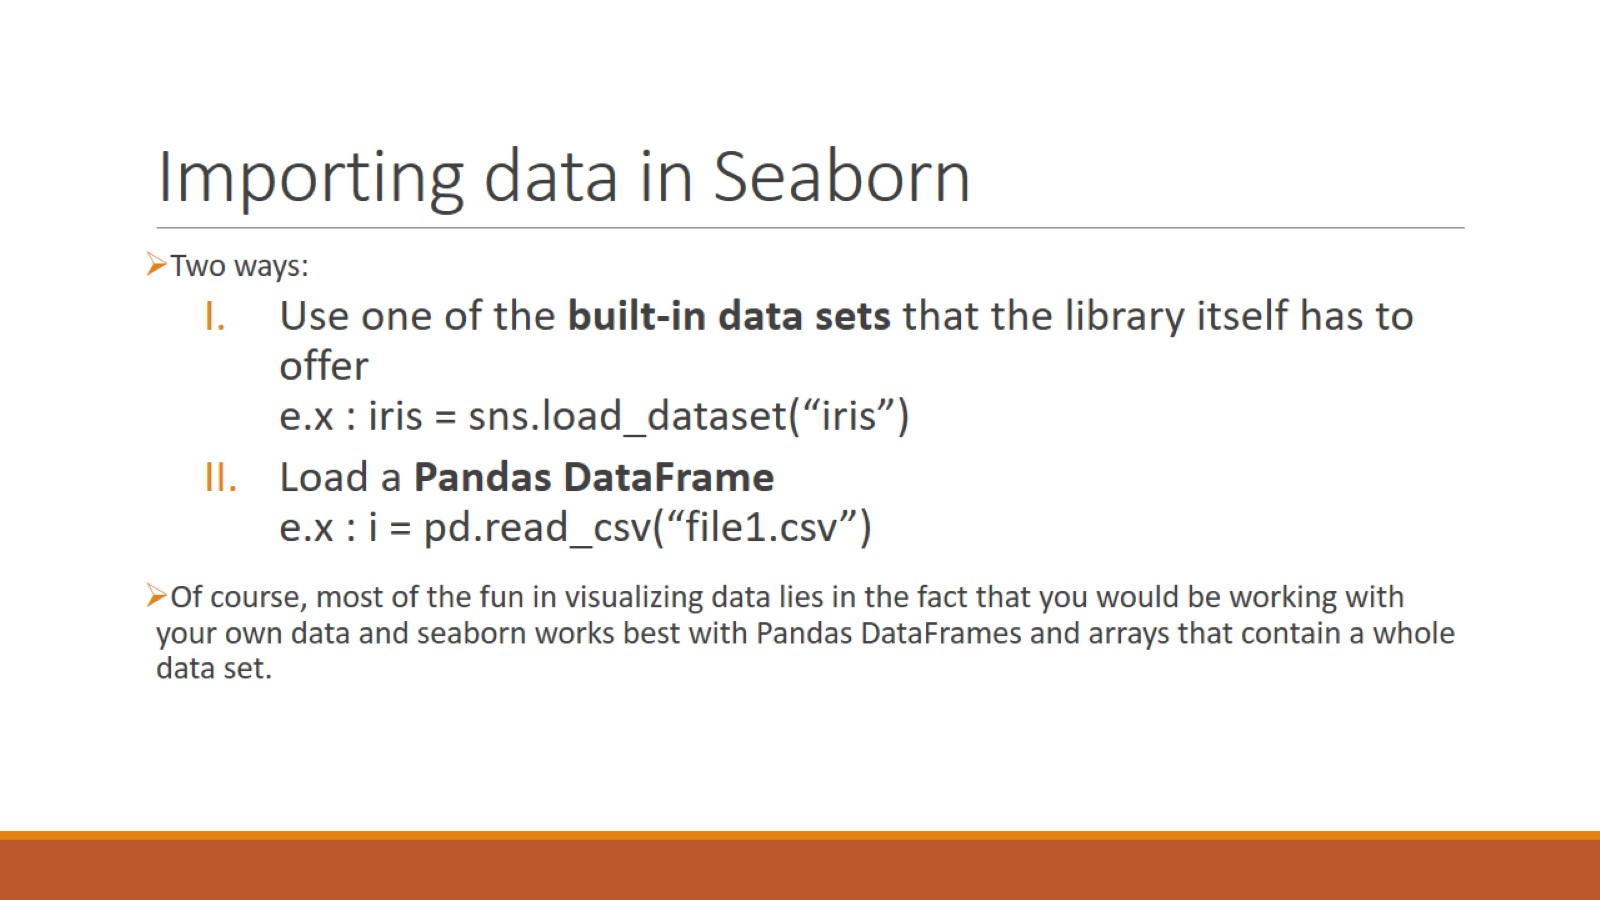 Importing data in Seaborn
➢Two ways:
I. Use one of the built-in data sets that the library itself has to
offer
e.x : iris = sns.load_dataset(“iris”)
II. Load a Pandas DataFrame
e.x : i = pd.read_csv(“file1.csv”)
➢Of course, most of the fun in visualizing data lies in the fact that you would be working with
your own data and seaborn works best with Pandas DataFrames and arrays that contain a whole
data set.